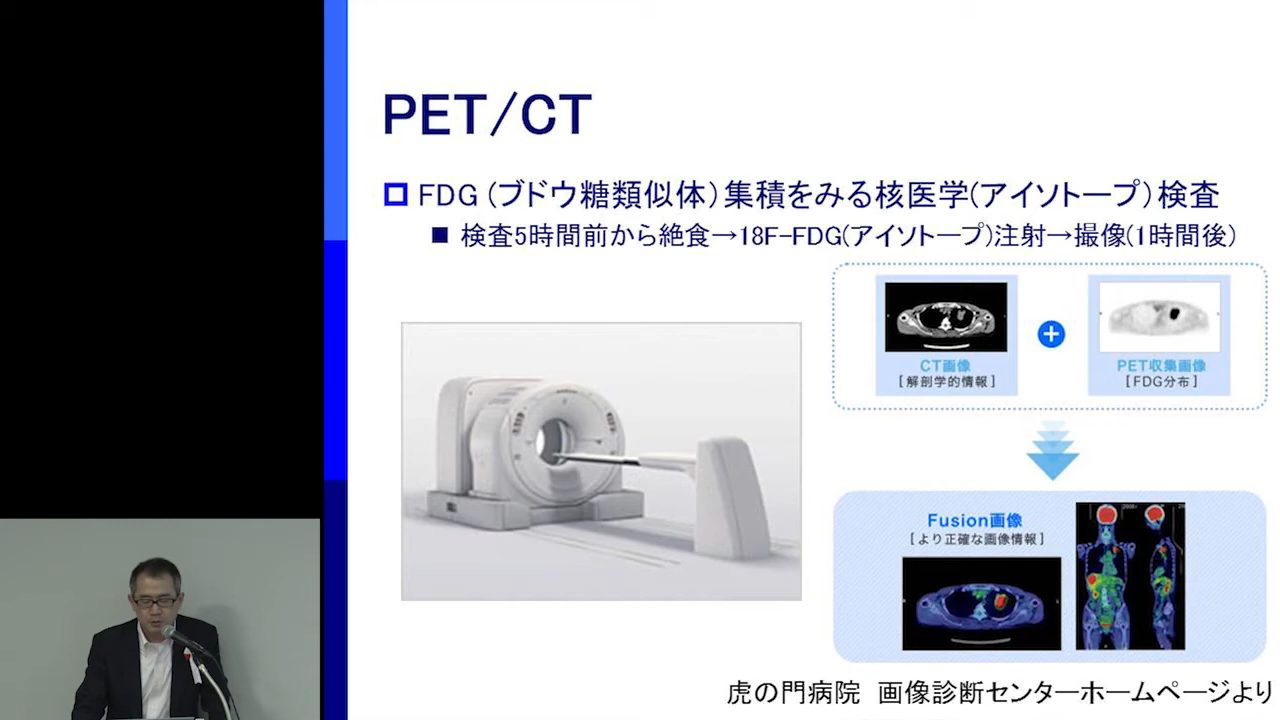 PET/CT
FDG (ブドウ糖類似体) 集積をみる核医学(アイソトープ) 検査
検査5時間前から絶食→18F-FDG(アイソトープ)注射→撮像(1時間後)
CT画像
[解剖学的情報]
PET収集画像
[FDG分布]
Fusion画像
[より正確な画像情報]
虎の門病院 画像診断センターホームページより